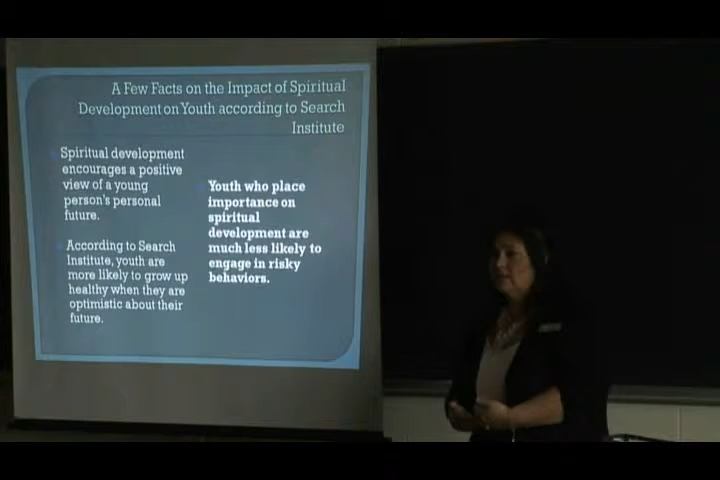 A Few Facts on the Impact of Spiritual
Development on Youth according to Search
Institute
Spiritual development
encourages a positive
view of a young
person's personal
future.
According to Search
Institute, youth are
more likely to grow up
healthy when they are
optimistic about their
future.
Youth who place
importance on
spiritual
development are
much less likely to
engage in risky
behaviors.